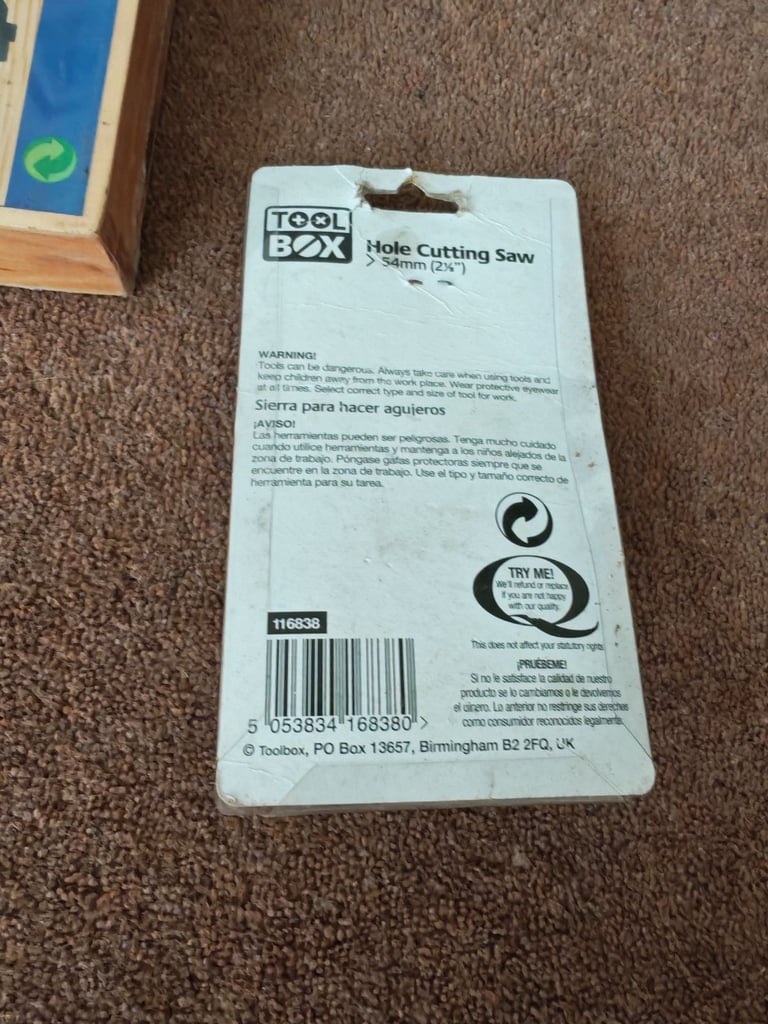 TOOL
BOX
Hole Cutting Saw
> 54mm (2⅛")
WARNING!
Tools can be dangerous. Always take care when using tools and
keep children away from the work place. Wear protective eyewear
at all times. Select correct type and size of tool for work.
Sierra para hacer agujeros
¡AVISO!
Las herramientas pueden ser peligrosas. Tenga mucho cuidado
cuando utilice herramientas y mantenga a los niños alejados de la
zona de trabajo. Póngase gafas protectoras siempre que se
encuentre en la zona de trabajo. Use el tipo y tamaño correcto de
herramienta para su tarea.
TRY ME!
We'll refund or replace
if you are not happy
with our quality.
This does not affect your statutory rights
¡PRUÉBEME!
Si no le satisface la calidad de nuestro
producto se lo cambiamos o le devolvemos
el dinero. Lo anterior no restringe sus derechos
como consumidor reconocidos legalmente.
116838
5 053834 168380 >
© Toolbox, PO Box 13657, Birmingham B2 2FQ, UK